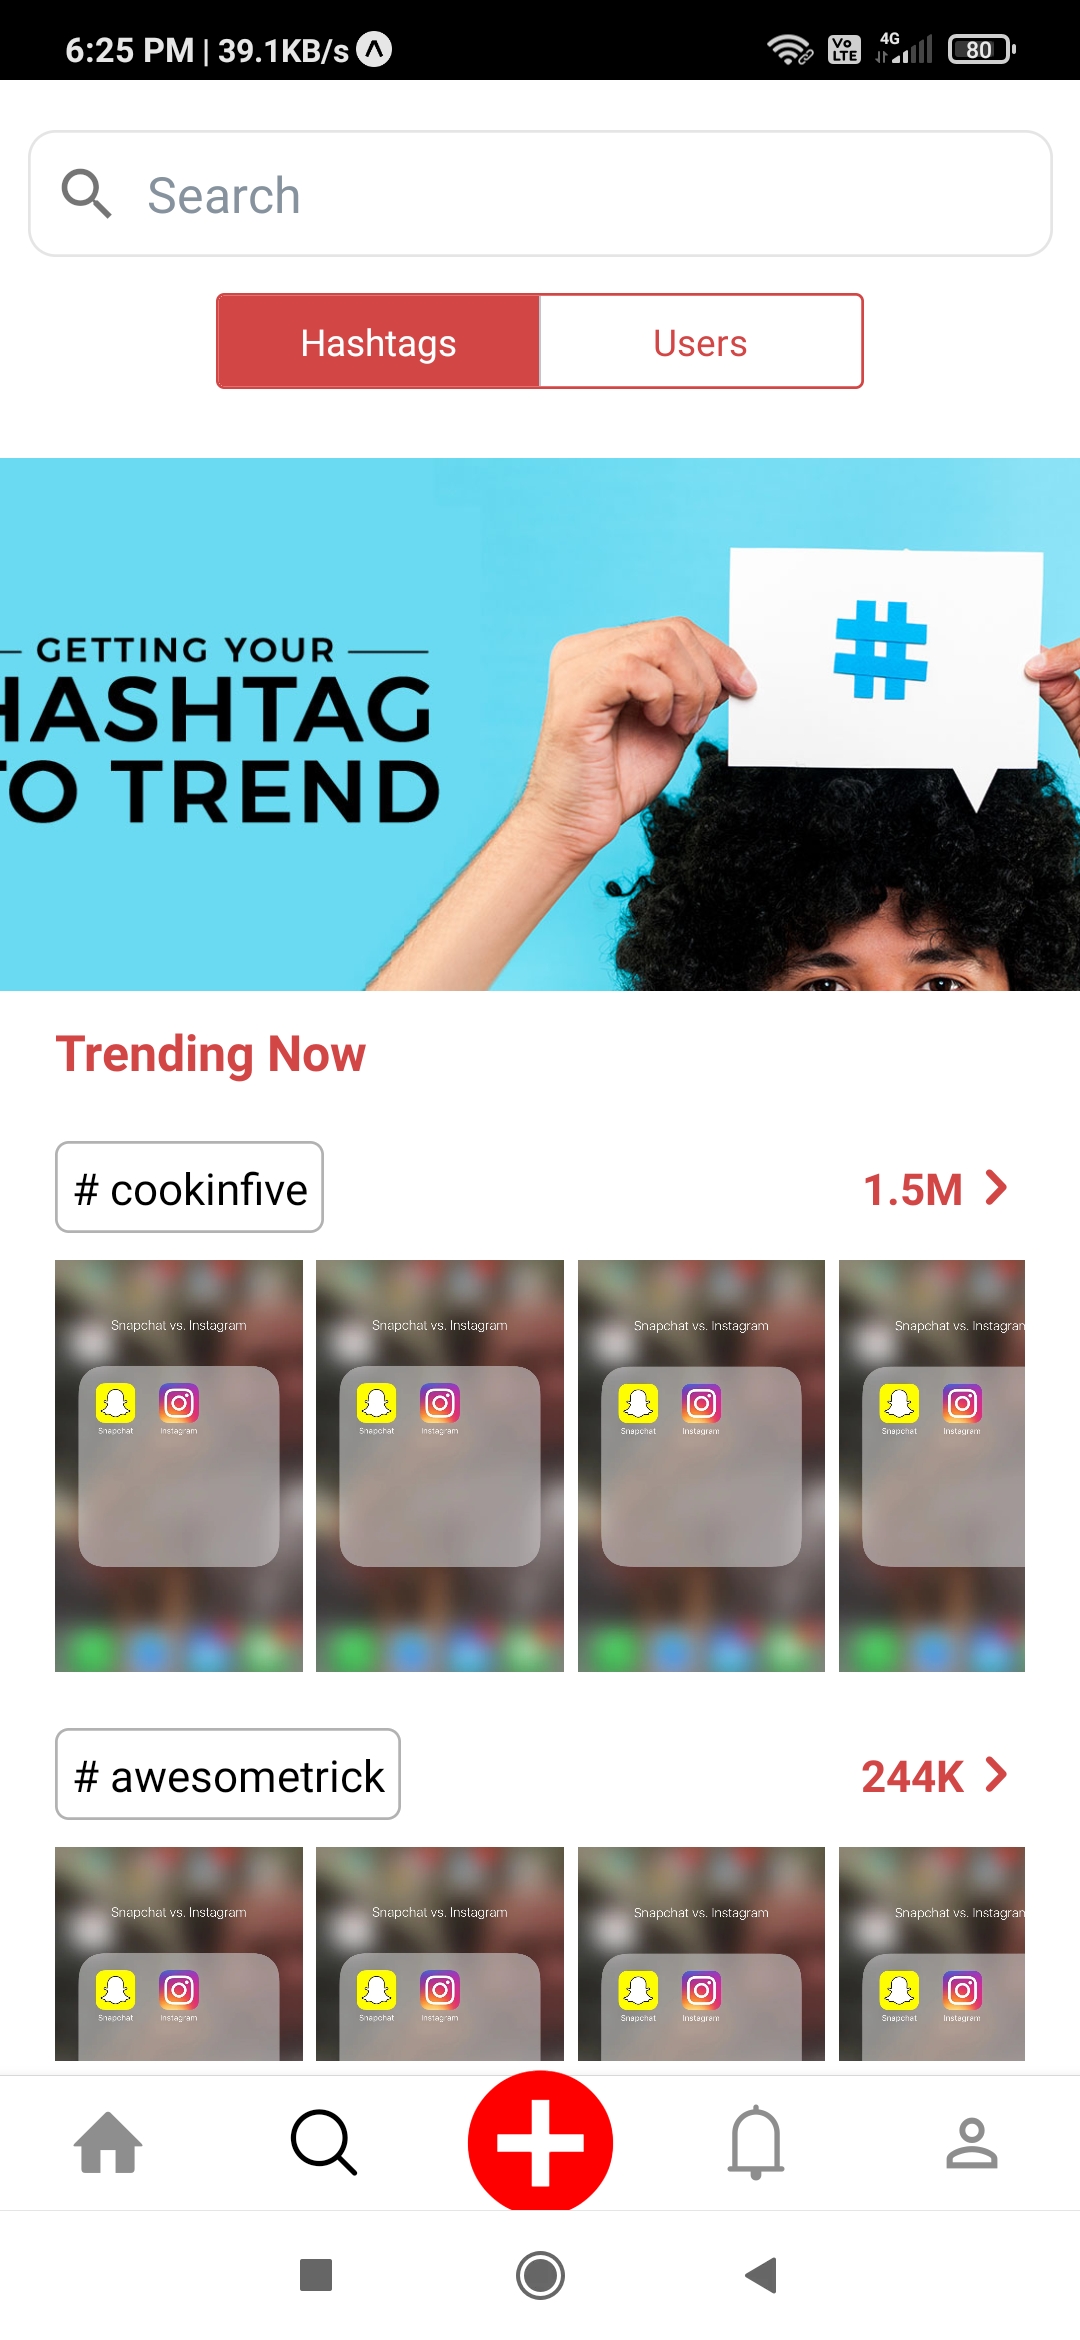 6:25 PM | 39.1KB/s
Vo LTE 4G 80
Search
Hashtags Users
GETTING YOUR
HASHTAG
TO TREND
#
Trending Now
# cookinfive 1.5M
Snapchat vs. Instagram Snapchat vs. Instagram Snapchat vs. Instagram Snapchat vs. Instagram
Snapchat Instagram Snapchat Instagram Snapchat Instagram Snapchat Instagram
# awesometrick 244K
Snapchat vs. Instagram Snapchat vs. Instagram Snapchat vs. Instagram Snapchat vs. Instagram
Snapchat Instagram Snapchat Instagram Snapchat Instagram Snapchat Instagram